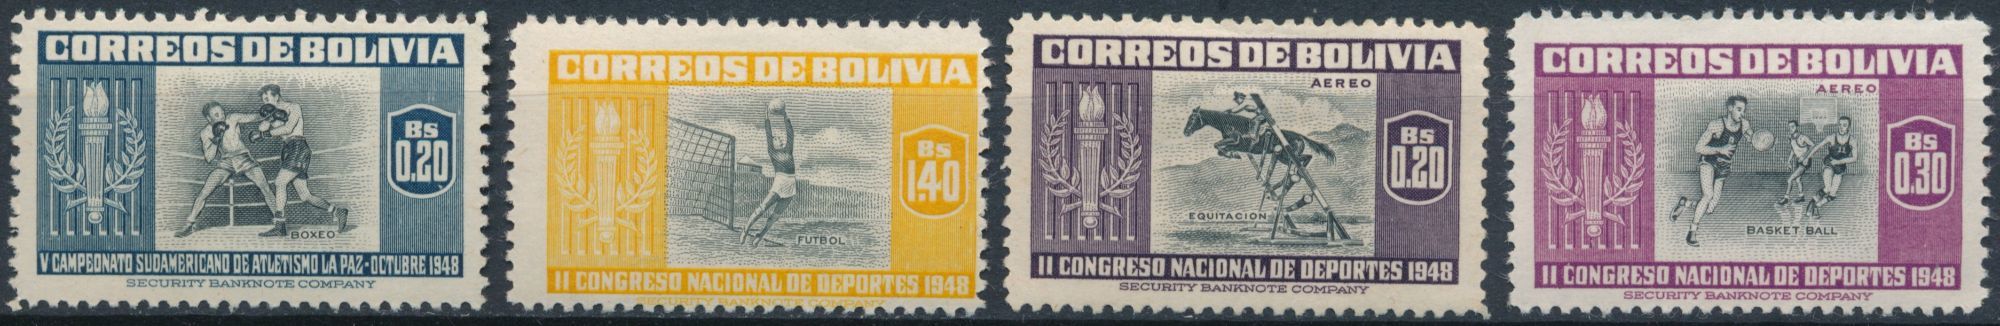 CORREOS DE BOLIVIA
Bs
0.20
BOXEO
V CAMPEONATO SUDAMERICANO DE ATLETISMO LA PAZ-OCTUBRE 1948
SECURITY BANKNOTE COMPANY
CORREOS DE BOLIVIA
Bs
1.40
FUTBOL
II CONGRESO NACIONAL DE DEPORTES 1948
SECURITY BANKNOTE COMPANY
CORREOS DE BOLIVIA
AEREO
Bs
0.20
EQUITACION
II CONGRESO NACIONAL DE DEPORTES 1948
SECURITY BANKNOTE COMPANY
CORREOS DE BOLIVIA
AEREO
Bs
0.30
BASKET BALL
II CONGRESO NACIONAL DE DEPORTES 1948
SECURITY BANKNOTE COMPANY